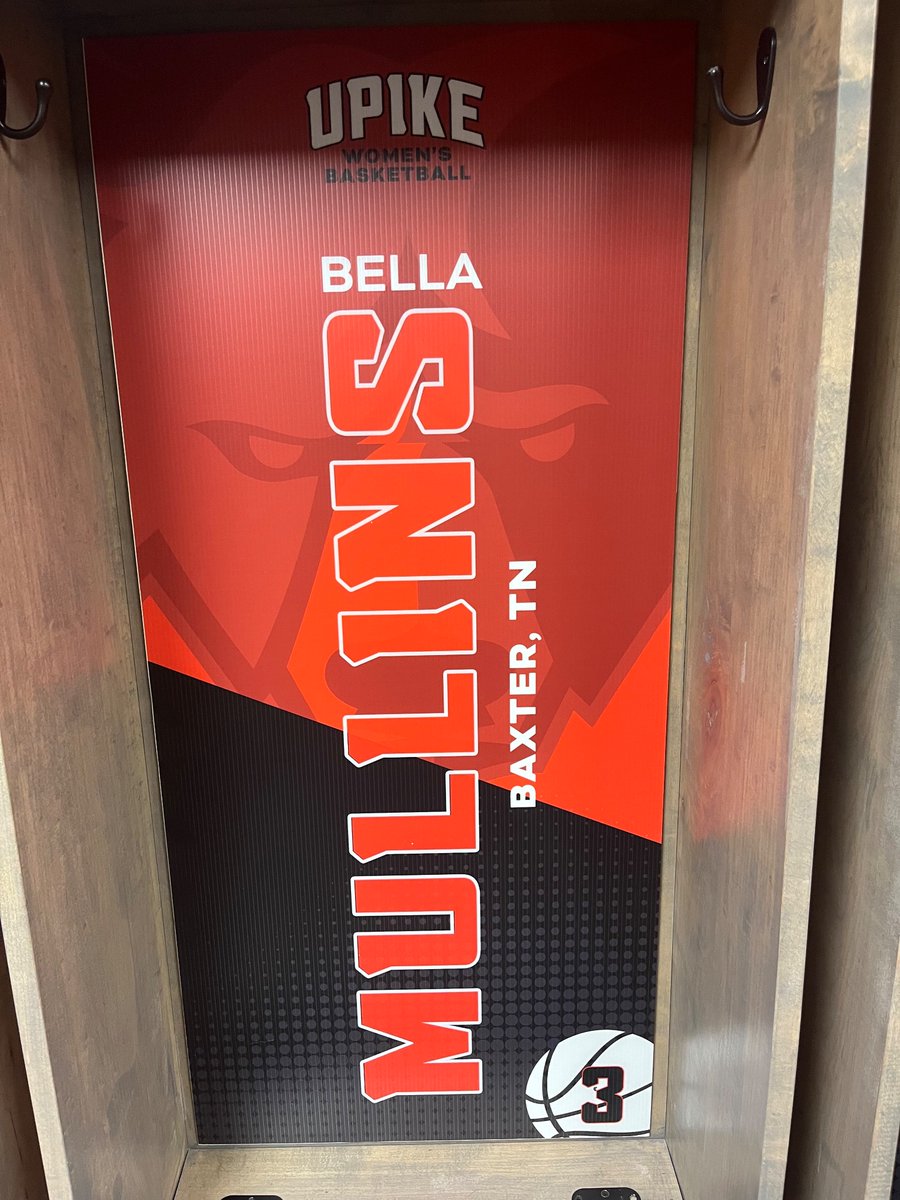 UPIKE
WOMEN'S
BASKETBALL
BELLA
MULLINS
BAXTER, TN
3